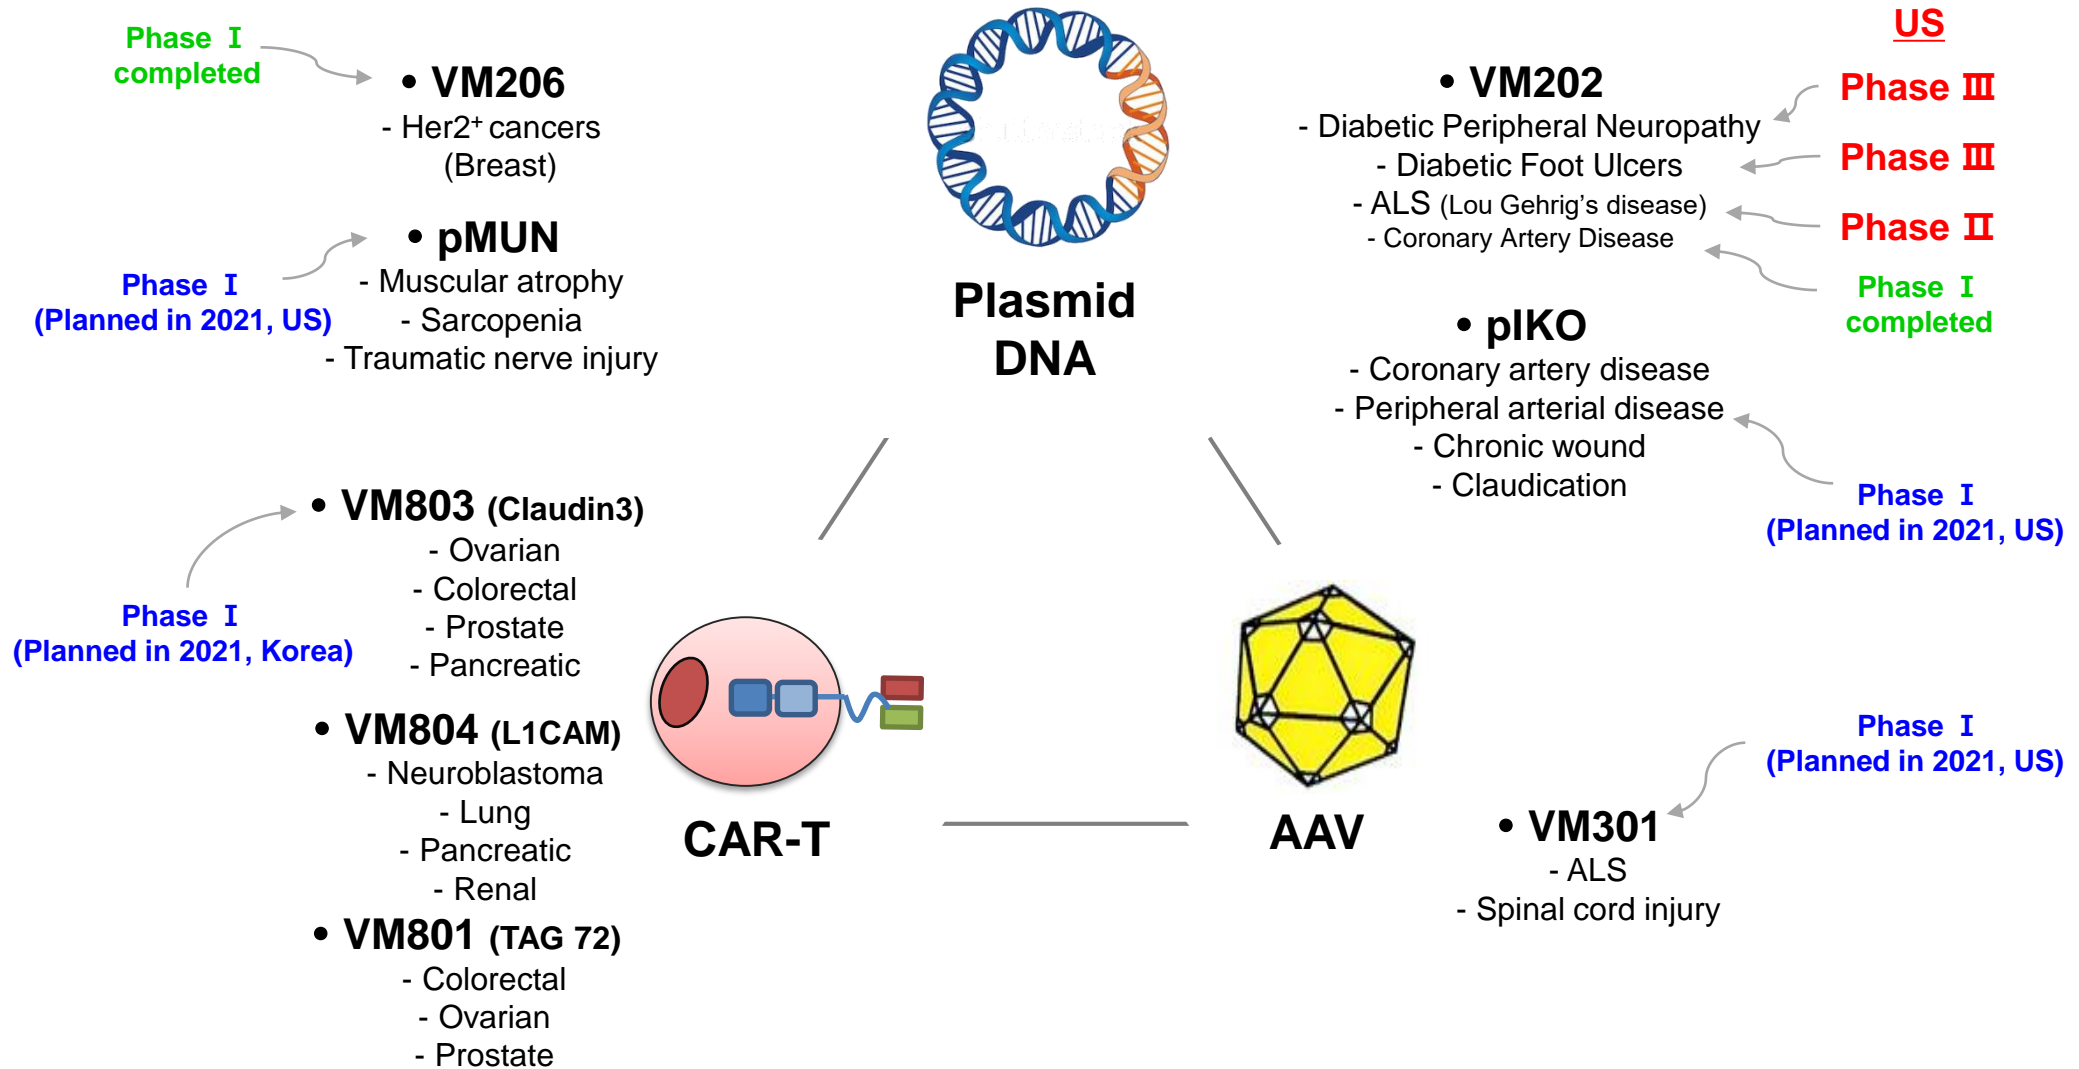 Phase Ⅰ
completed
• VM206
- Her2⁺ cancers
(Breast)
• pMUN
- Muscular atrophy
- Sarcopenia
- Traumatic nerve injury
Phase Ⅰ
(Planned in 2021, US)
Plasmid
DNA
US
• VM202
- Diabetic Peripheral Neuropathy
- Diabetic Foot Ulcers
- ALS (Lou Gehrig’s disease)
- Coronary Artery Disease
Phase Ⅲ
Phase Ⅲ
Phase Ⅱ
Phase Ⅰ
completed
• pIKO
- Coronary artery disease
- Peripheral arterial disease
- Chronic wound
- Claudication
Phase Ⅰ
(Planned in 2021, US)
• VM803 (Claudin3)
- Ovarian
- Colorectal
- Prostate
- Pancreatic
Phase Ⅰ
(Planned in 2021, Korea)
• VM804 (L1CAM)
- Neuroblastoma
- Lung
- Pancreatic
- Renal
• VM801 (TAG 72)
- Colorectal
- Ovarian
- Prostate
CAR-T
AAV
Phase Ⅰ
(Planned in 2021, US)
• VM301
- ALS
- Spinal cord injury